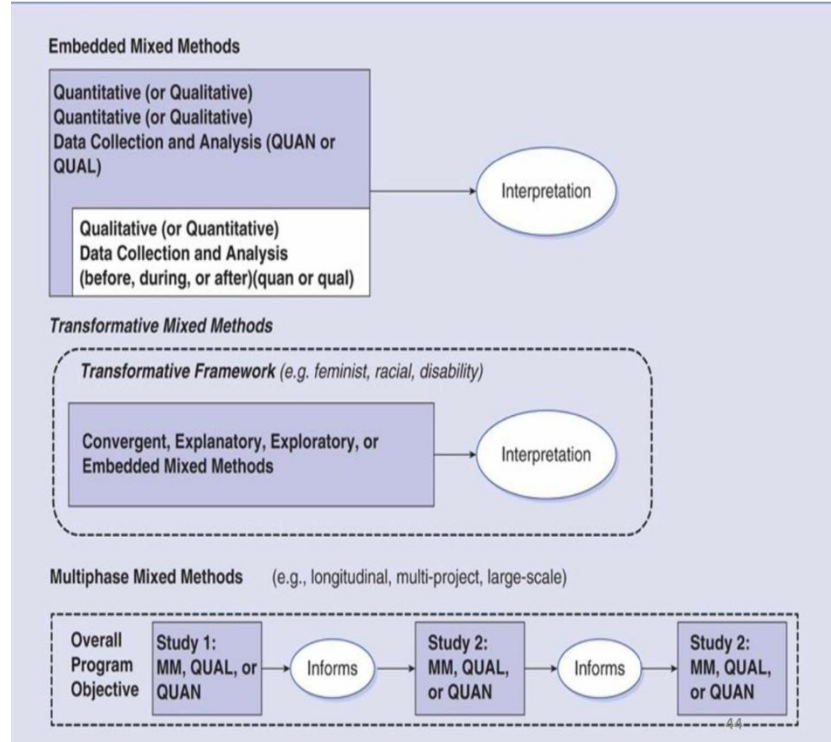 Embedded Mixed Methods
Quantitative (or Qualitative)
Quantitative (or Qualitative)
Data Collection and Analysis (QUAN or
QUAL)
Interpretation
Qualitative (or Quantitative)
Data Collection and Analysis
(before, during, or after)(quan or qual)
Transformative Mixed Methods
Transformative Framework (e.g. feminist, racial, disability)
Convergent, Explanatory, Exploratory, or
Embedded Mixed Methods
Interpretation
Multiphase Mixed Methods (e.g., longitudinal, multi-project, large-scale)
Overall
Program
Objective
Study 1:
MM, QUAL, or
QUAN
Informs
Study 2:
MM, QUAL,
or QUAN
Informs
Study 2:
MM, QUAL,
or QUAN
44